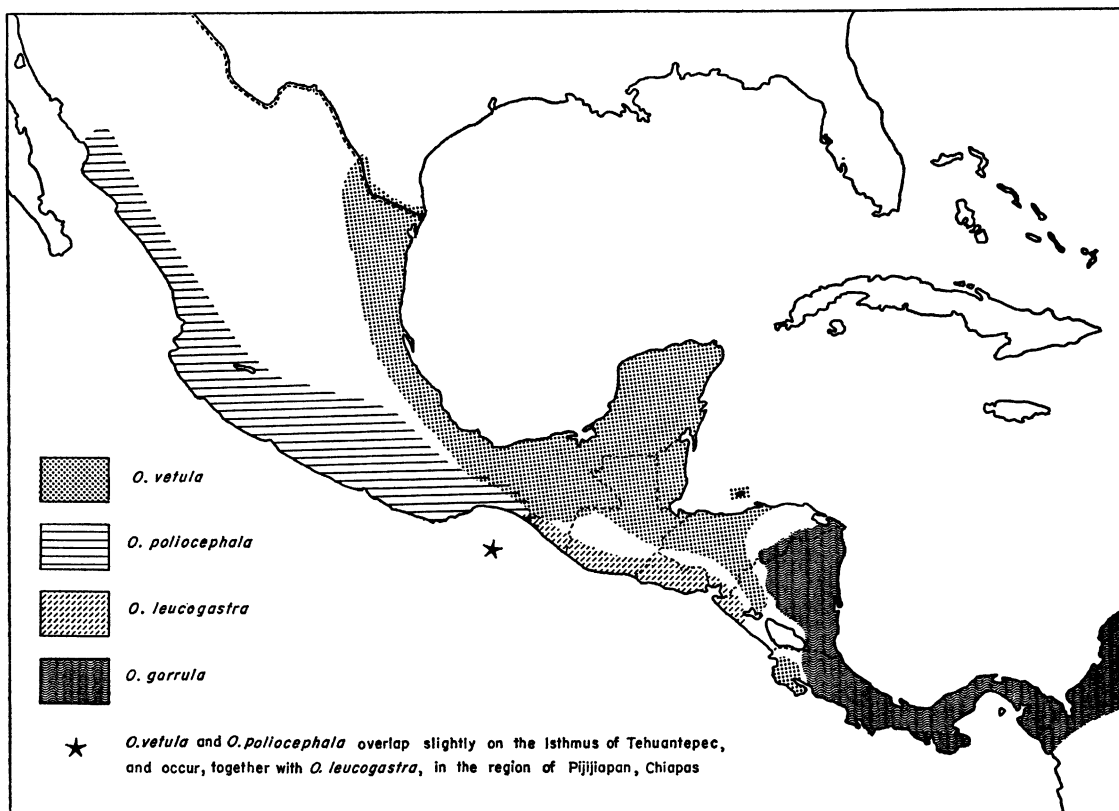 O. vetula
O. poliocephala
O. leucogastra
O. garrula
O. vetula and O. poliocephala overlap slightly on the Isthmus of Tehuantepec,
and occur, together with O. leucogastra, in the region of Pijijiapan, Chiapas